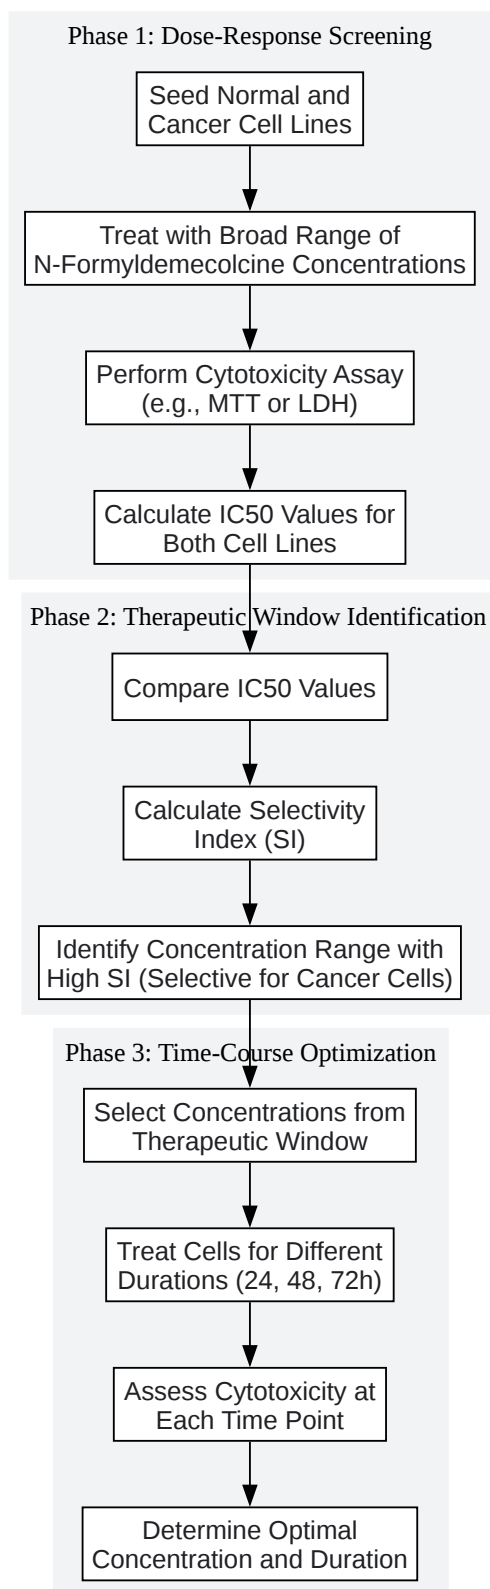 Phase 1: Dose-Response Screening
Seed Normal and
Cancer Cell Lines
Treat with Broad Range of
N-Formyldemecolcine Concentrations
Perform Cytotoxicity Assay
(e.g., MTT or LDH)
Calculate IC50 Values for
Both Cell Lines
Phase 2: Therapeutic Window Identification
Compare IC50 Values
Calculate Selectivity
Index (SI)
Identify Concentration Range with
High SI (Selective for Cancer Cells)
Phase 3: Time-Course Optimization
Select Concentrations from
Therapeutic Window
Treat Cells for Different
Durations (24, 48, 72h)
Assess Cytotoxicity at
Each Time Point
Determine Optimal
Concentration and Duration